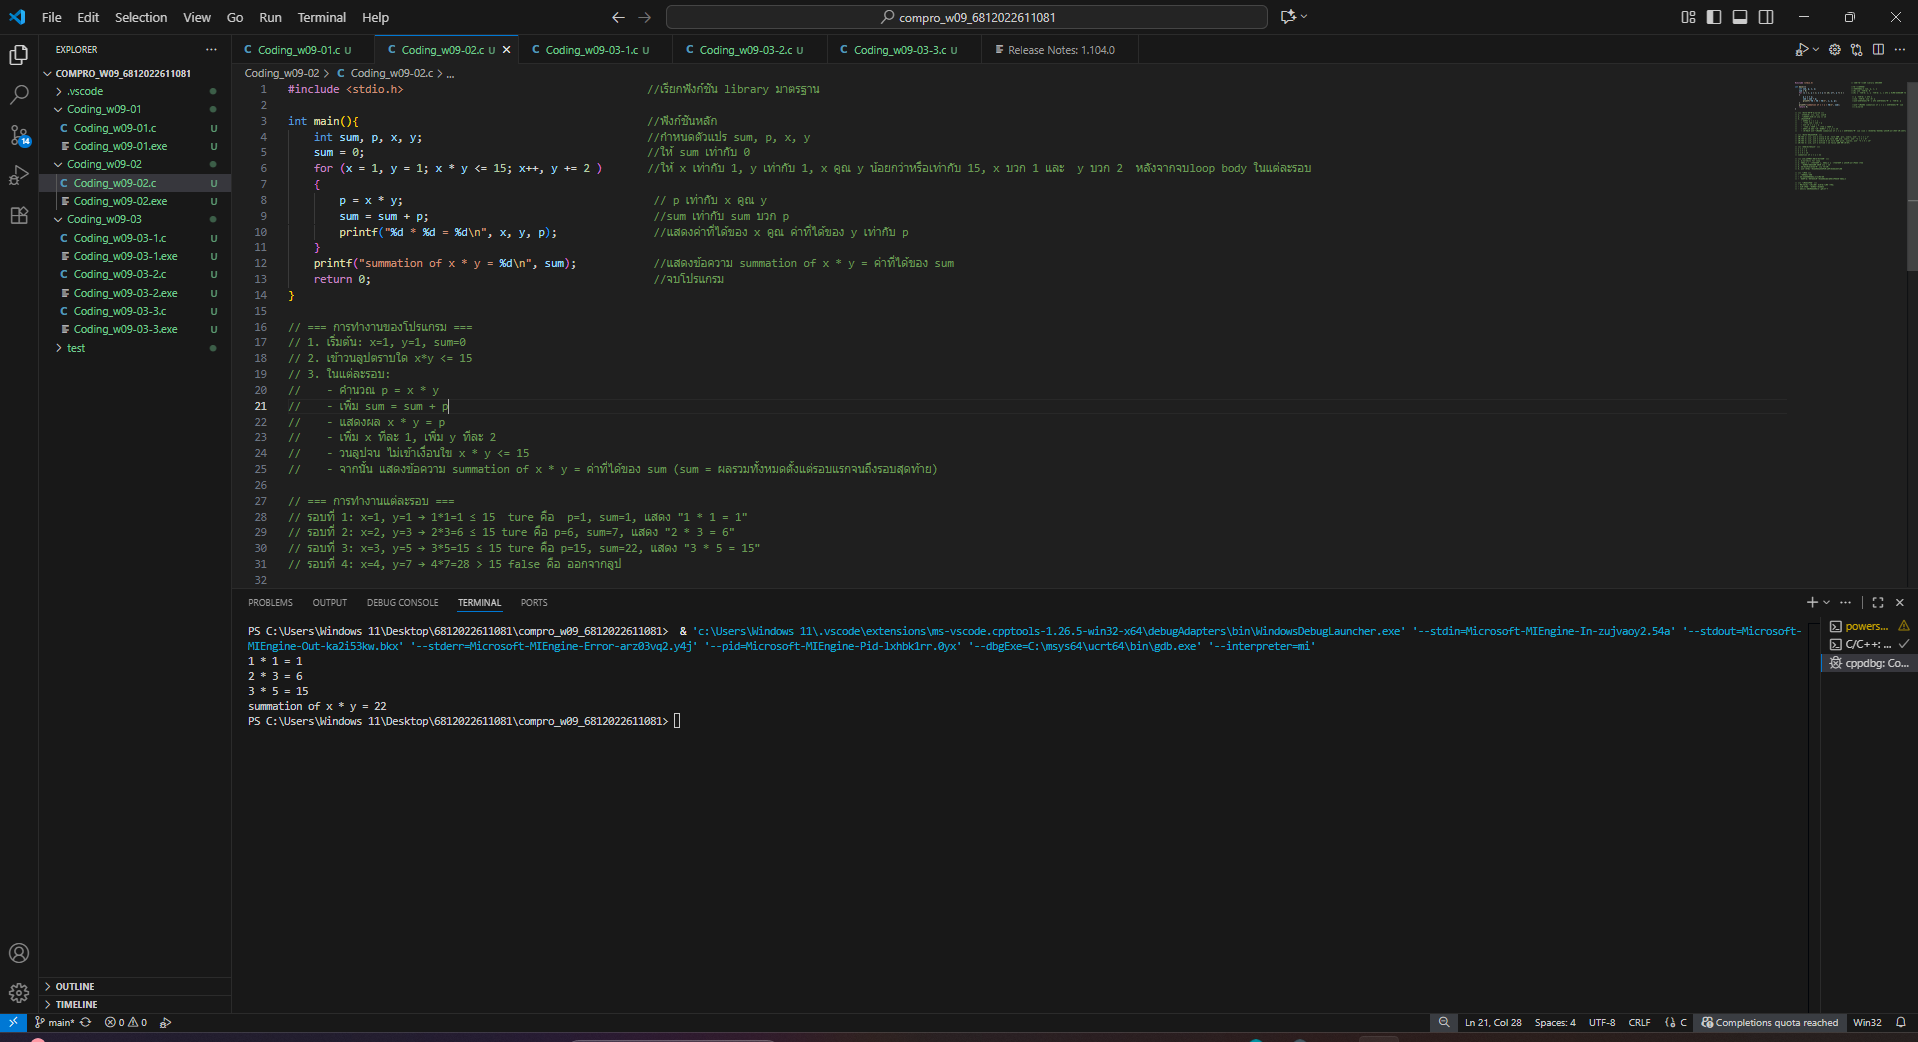 File Edit Selection View Go Run Terminal Help
compro_w09_6812022611081
EXPLORER
COMPRO_W09_6812022611081
.vscode
Coding_w09-01
Coding_w09-01.c U
Coding_w09-01.exe U
Coding_w09-02
Coding_w09-02.c U
Coding_w09-02.exe U
Coding_w09-03
Coding_w09-03-1.c U
Coding_w09-03-1.exe U
Coding_w09-03-2.c U
Coding_w09-03-2.exe U
Coding_w09-03-3.c U
Coding_w09-03-3.exe U
test
14
OUTLINE
TIMELINE
C Coding_w09-01.c U C Coding_w09-02.c U C Coding_w09-03-1.c U C Coding_w09-03-2.c U C Coding_w09-03-3.c U Release Notes: 1.104.0
Coding_w09-02 > C Coding_w09-02.c > ...
1 #include <stdio.h> //เรียกฟังก์ชัน library มาตรฐาน
2
3 int main(){ //ฟังก์ชันหลัก
4 int sum, p, x, y; //กำหนดตัวแปร sum, p, x, y
5 sum = 0; //ให้ sum เท่ากับ 0
6 for (x = 1, y = 1; x * y <= 15; x++, y += 2 ) //ให้ x เท่ากับ 1, y เท่ากับ 1, x คูณ y น้อยกว่าหรือเท่ากับ 15, x บวก 1 และ y บวก 2 หลังจากจบloop body ในแต่ละรอบ
7 {
8 p = x * y; // p เท่ากับ x คูณ y
9 sum = sum + p; //sum เท่ากับ sum บวก p
10 printf("%d * %d = %d\n", x, y, p); //แสดงค่าที่ได้ของ x คูณ ค่าที่ได้ของ y เท่ากับ p
11 }
12 printf("summation of x * y = %d\n", sum); //แสดงข้อความ summation of x * y = ค่าที่ได้ของ sum
13 return 0; //จบโปรแกรม
14 }
15
16 // === การทำงานของโปรแกรม ===
17 // 1. เริ่มต้น: x=1, y=1, sum=0
18 // 2. เข้าวนลูปตราบใด x*y <= 15
19 // 3. ในแต่ละรอบ:
20 // - คำนวณ p = x * y
21 // - เพิ่ม sum = sum + p
22 // - แสดงผล x * y = p
23 // - เพิ่ม x ทีละ 1, เพิ่ม y ทีละ 2
24 // - วนลูปจน ไม่เข้าเงื่อนใข x * y <= 15
25 // - จากนั้น แสดงข้อความ summation of x * y = ค่าที่ได้ของ sum (sum = ผลรวมทั้งหมดตั้งแต่รอบแรกจนถึงรอบสุดท้าย)
26
27 // === การทำงานแต่ละรอบ ===
28 // รอบที่ 1: x=1, y=1 → 1*1=1 ≤ 15 ture คือ p=1, sum=1, แสดง "1 * 1 = 1"
29 // รอบที่ 2: x=2, y=3 → 2*3=6 ≤ 15 ture คือ p=6, sum=7, แสดง "2 * 3 = 6"
30 // รอบที่ 3: x=3, y=5 → 3*5=15 ≤ 15 ture คือ p=15, sum=22, แสดง "3 * 5 = 15"
31 // รอบที่ 4: x=4, y=7 → 4*7=28 > 15 false คือ ออกจากลูป
32
PROBLEMS OUTPUT DEBUG CONSOLE TERMINAL PORTS
PS C:\Users\Windows 11\Desktop\6812022611081\compro_w09_6812022611081> & 'c:\Users\Windows 11\.vscode\extensions\ms-vscode.cpptools-1.26.5-win32-x64\debugAdapters\bin\WindowsDebugLauncher.exe' '--stdin=Microsoft-MIEngine-In-zujvaoy2.54a' '--stdout=Microsoft-
MIEngine-Out-ka2i53kw.bkx' '--stderr=Microsoft-MIEngine-Error-arz03vq2.y4j' '--pid=Microsoft-MIEngine-Pid-lxhbk1rr.0yx' '--dbgExe=C:\msys64\ucrt64\bin\gdb.exe' '--interpreter=mi'
1 * 1 = 1
2 * 3 = 6
3 * 5 = 15
summation of x * y = 22
PS C:\Users\Windows 11\Desktop\6812022611081\compro_w09_6812022611081>
powers...
C/C++: ...
cppdbg: Co...
main* 0 0 Ln 21, Col 28 Spaces: 4 UTF-8 CRLF {} C Completions quota reached Win32